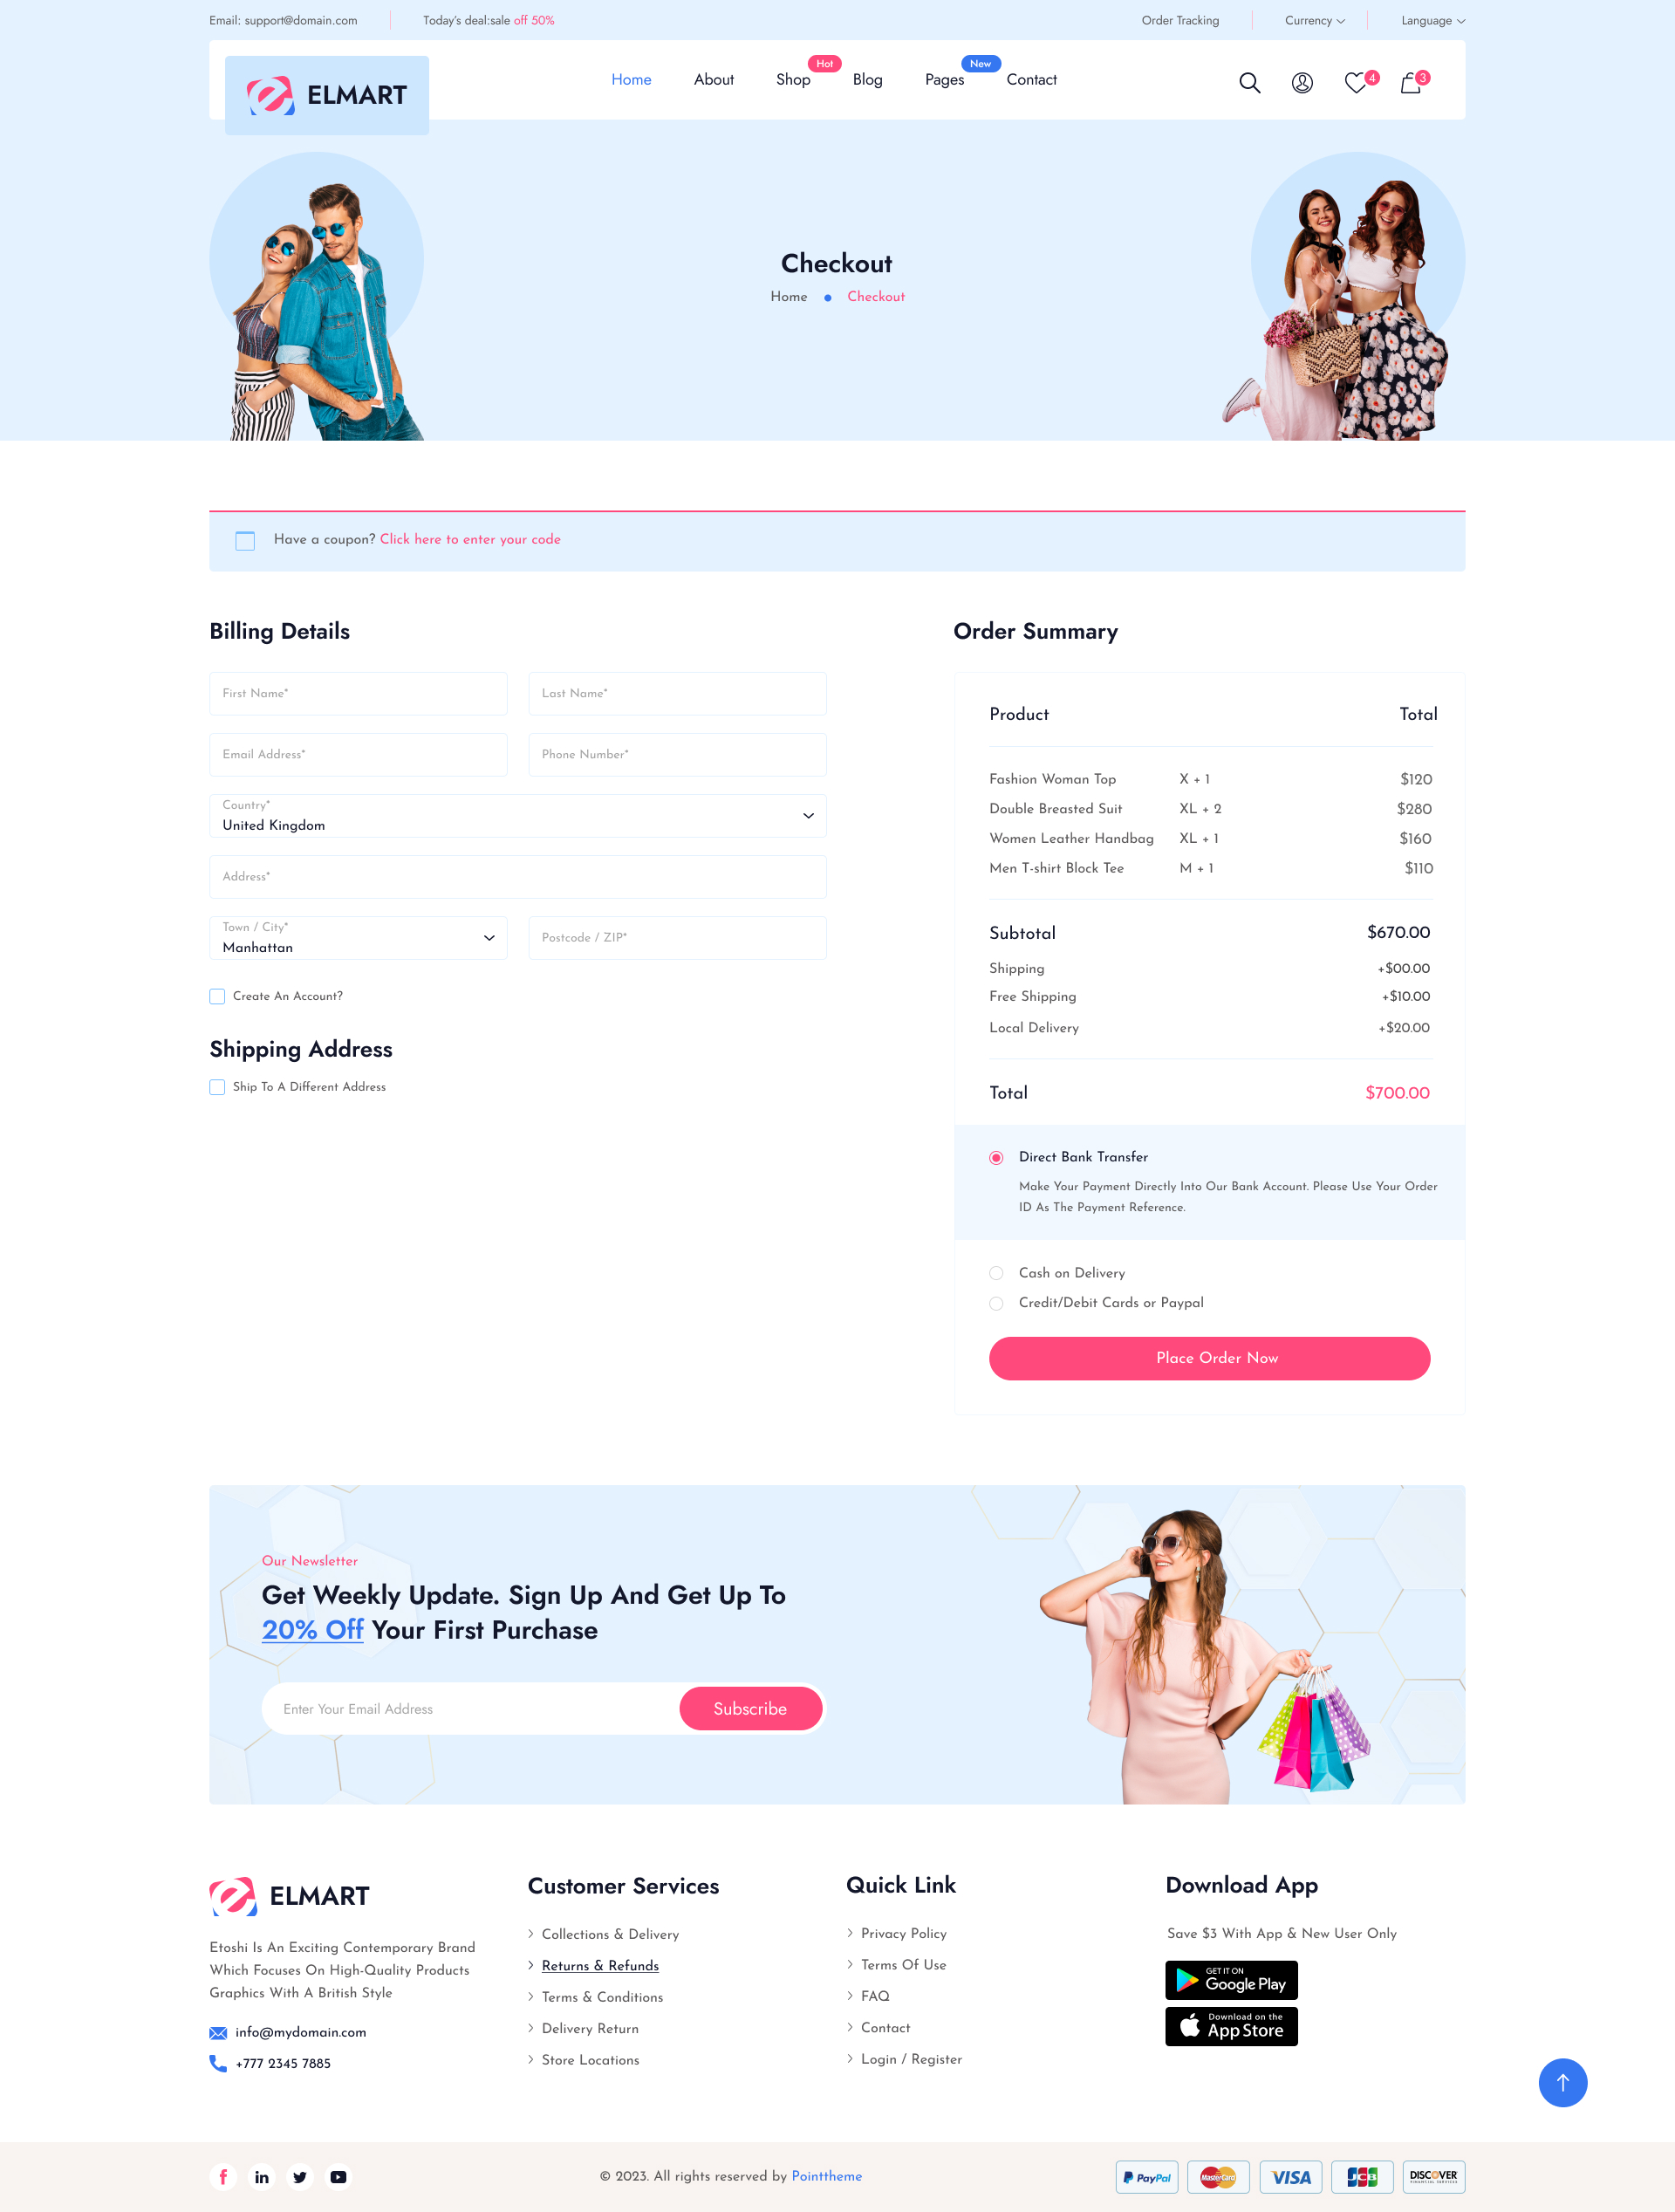 Email: support@domain.com
Today's deal:sale off 50%
Order Tracking
Currency
Language
ELMART
Home
About
Shop
Hot
Blog
Pages
New
Contact
4
3
Checkout
Home
Checkout
Have a coupon? Click here to enter your code
Billing Details
First Name*
Last Name*
Email Address*
Phone Number*
Country*
United Kingdom
Address*
Town / City*
Manhattan
Postcode / ZIP*
Create An Account?
Shipping Address
Ship To A Different Address
Order Summary
Product Total
Fashion Woman Top X + 1 $120
Double Breasted Suit XL + 2 $280
Women Leather Handbag XL + 1 $160
Men T-shirt Block Tee M + 1 $110
Subtotal $670.00
Shipping +$00.00
Free Shipping +$10.00
Local Delivery +$20.00
Total $700.00
Direct Bank Transfer
Make Your Payment Directly Into Our Bank Account. Please Use Your Order
ID As The Payment Reference.
Cash on Delivery
Credit/Debit Cards or Paypal
Place Order Now
Our Newsletter
Get Weekly Update. Sign Up And Get Up To
20% Off Your First Purchase
Enter Your Email Address
Subscribe
ELMART
Etoshi Is An Exciting Contemporary Brand
Which Focuses On High-Quality Products
Graphics With A British Style
info@mydomain.com
+777 2345 7885
Customer Services
Collections & Delivery
Returns & Refunds
Terms & Conditions
Delivery Return
Store Locations
Quick Link
Privacy Policy
Terms Of Use
FAQ
Contact
Login / Register
Download App
Save $3 With App & New User Only
GET IT ON
Google Play
Download on the
App Store
© 2023. All rights reserved by Pointtheme
PayPal
MasterCard
VISA
JCB
DISCOVER
FINANCIAL SERVICES